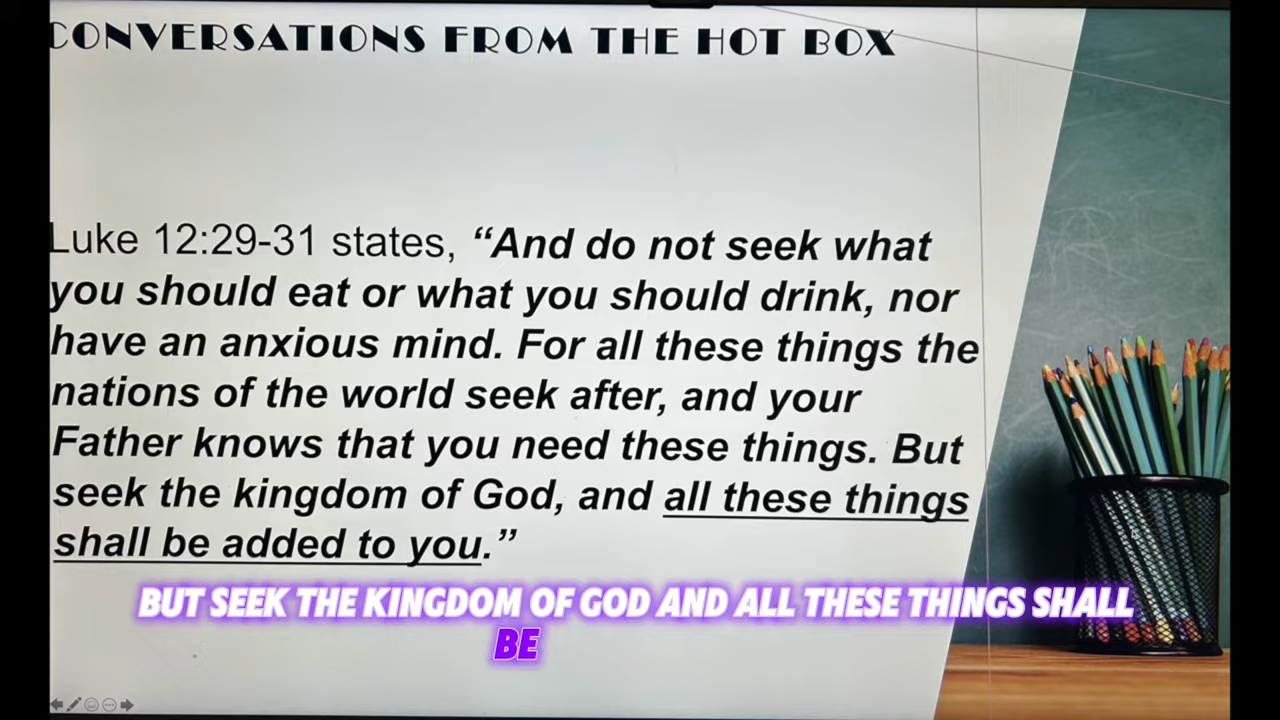 CONVERSATIONS FROM THE HOT BOX
Luke 12:29-31 states, “And do not seek what
you should eat or what you should drink, nor
have an anxious mind. For all these things the
nations of the world seek after, and your
Father knows that you need these things. But
seek the kingdom of God, and all these things
shall be added to you.”
BUT SEEK THE KINGDOM OF GOD AND ALL THESE THINGS SHALL
BE